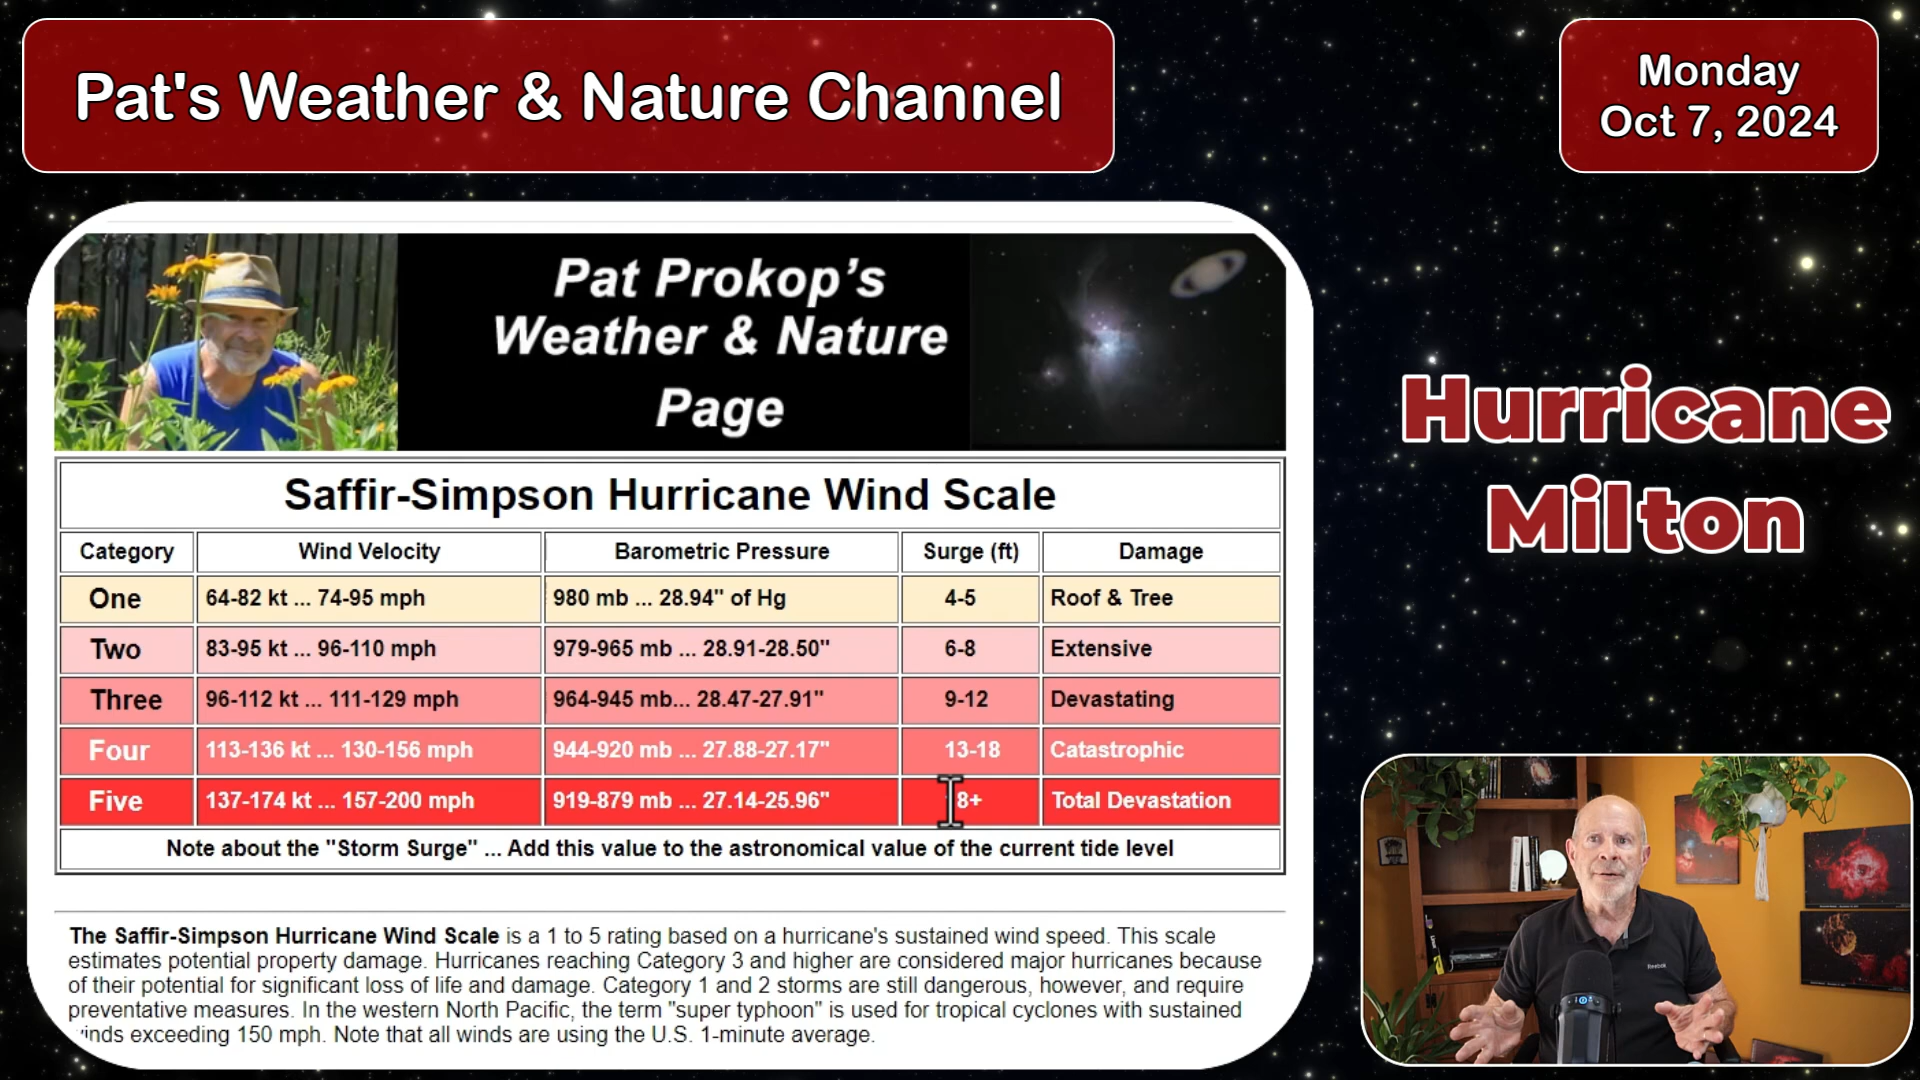 Pat's Weather & Nature Channel
Monday
Oct 7, 2024
Pat Prokop's
Weather & Nature
Page
Saffir-Simpson Hurricane Wind Scale
Category Wind Velocity Barometric Pressure Surge (ft) Damage
One 64-82 kt ... 74-95 mph 980 mb ... 28.94" of Hg 4-5 Roof & Tree
Two 83-95 kt ... 96-110 mph 979-965 mb ... 28.91-28.50" 6-8 Extensive
Three 96-112 kt ... 111-129 mph 964-945 mb... 28.47-27.91" 9-12 Devastating
Four 113-136 kt ... 130-156 mph 944-920 mb ... 27.88-27.17" 13-18 Catastrophic
Five 137-174 kt ... 157-200 mph 919-879 mb ... 27.14-25.96" 8+ Total Devastation
Note about the "Storm Surge" ... Add this value to the astronomical value of the current tide level
The Saffir-Simpson Hurricane Wind Scale is a 1 to 5 rating based on a hurricane's sustained wind speed. This scale
estimates potential property damage. Hurricanes reaching Category 3 and higher are considered major hurricanes because
of their potential for significant loss of life and damage. Category 1 and 2 storms are still dangerous, however, and require
preventative measures. In the western North Pacific, the term "super typhoon" is used for tropical cyclones with sustained
winds exceeding 150 mph. Note that all winds are using the U.S. 1-minute average.
Hurricane
Milton
Reebok